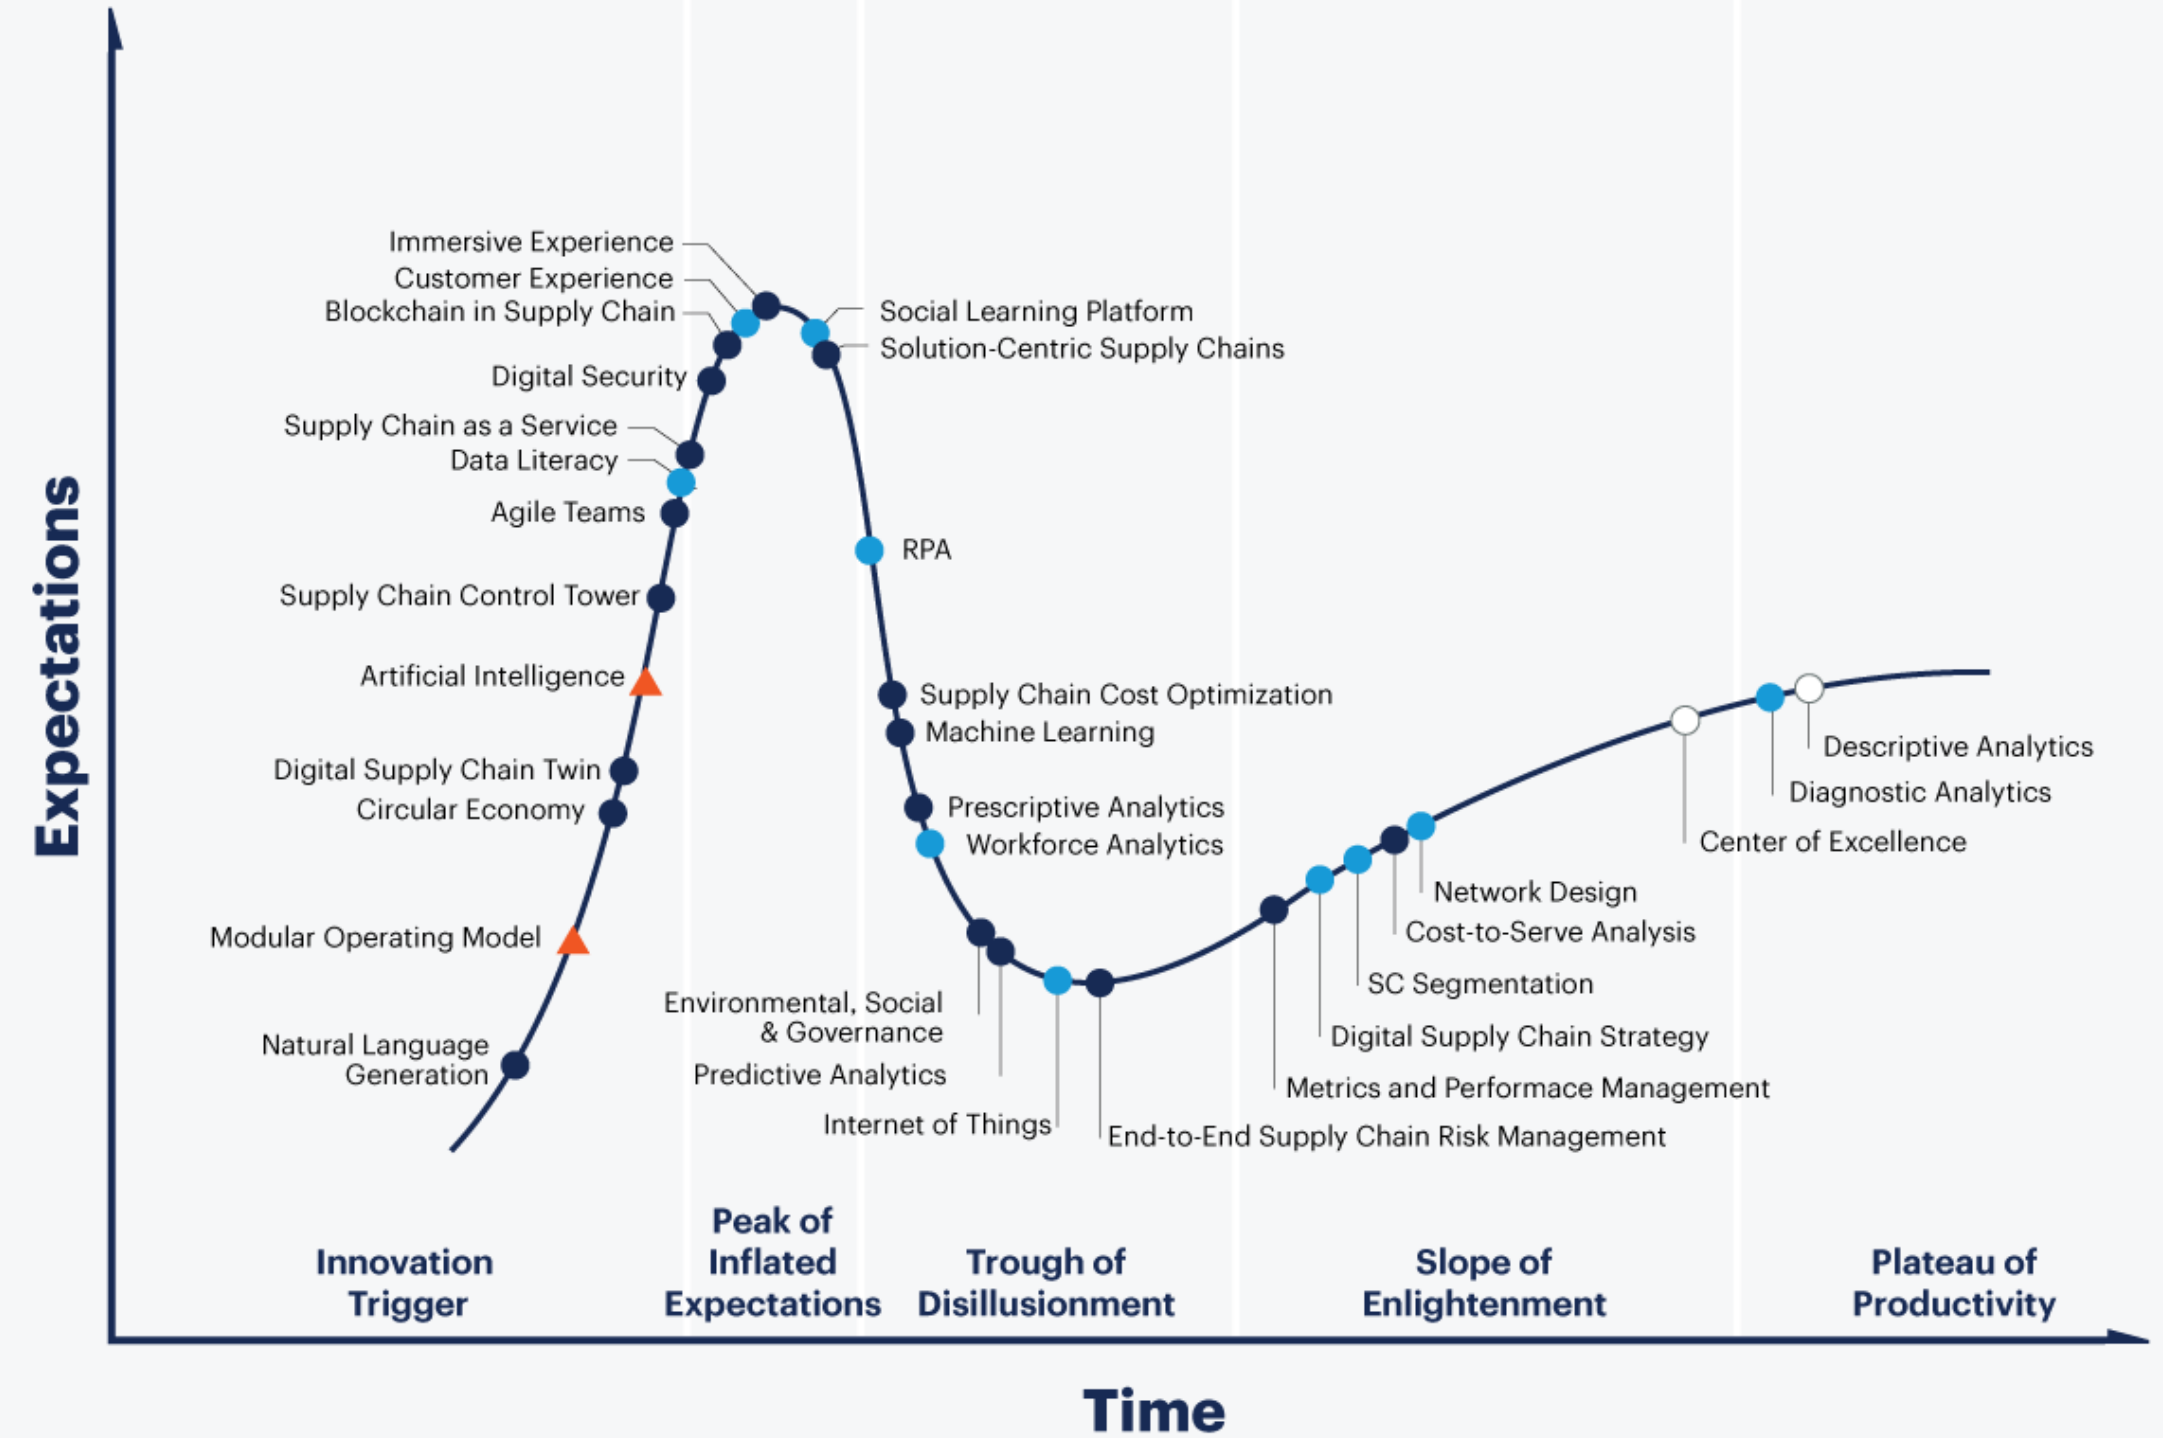 Expectations
Immersive Experience
Customer Experience
Blockchain in Supply Chain
Digital Security
Supply Chain as a Service
Data Literacy
Agile Teams
Supply Chain Control Tower
Artificial Intelligence
Digital Supply Chain Twin
Circular Economy
Modular Operating Model
Natural Language
Generation
Social Learning Platform
Solution-Centric Supply Chains
RPA
Supply Chain Cost Optimization
Machine Learning
Prescriptive Analytics
Workforce Analytics
Environmental, Social
& Governance
Predictive Analytics
Internet of Things
End-to-End Supply Chain Risk Management
Metrics and Performace Management
Digital Supply Chain Strategy
SC Segmentation
Cost-to-Serve Analysis
Network Design
Center of Excellence
Diagnostic Analytics
Descriptive Analytics
Innovation
Trigger
Peak of
Inflated
Expectations
Trough of
Disillusionment
Slope of
Enlightenment
Plateau of
Productivity
Time